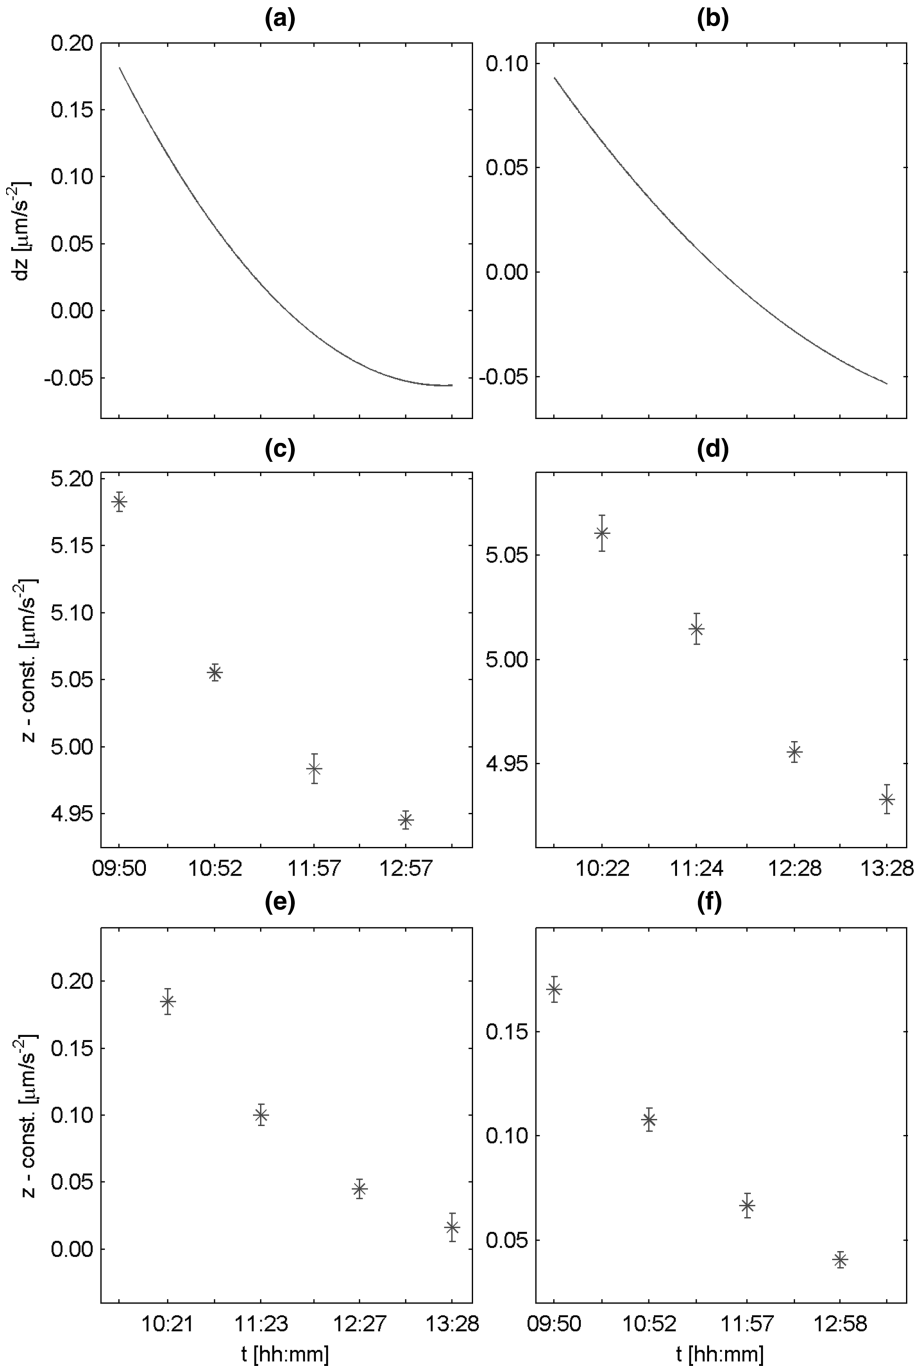 (a) (b)
0.20
0.15
0.10
0.05
0.00
-0.05
dz [μm/s-2]
0.10
0.05
0.00
-0.05
(c) (d)
5.20
5.15
5.10
5.05
5.00
4.95
z - const. [μm/s-2]
09:50 10:52 11:57 12:57
5.05
5.00
4.95
10:22 11:24 12:28 13:28
(e) (f)
0.20
0.15
0.10
0.05
0.00
z - const. [μm/s-2]
10:21 11:23 12:27 13:28
t [hh:mm]
0.15
0.10
0.05
09:50 10:52 11:57 12:58
t [hh:mm]